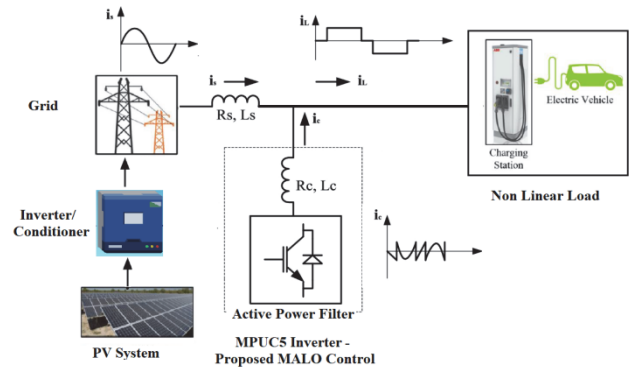 is
iL
is
iL
Grid
Rs, Ls
ic
Electric Vehicle
Charging
Station
Non Linear Load
Rc, Lc
Inverter/
Conditioner
ic
Active Power Filter
PV System
MPUC5 Inverter -
Proposed MALO Control